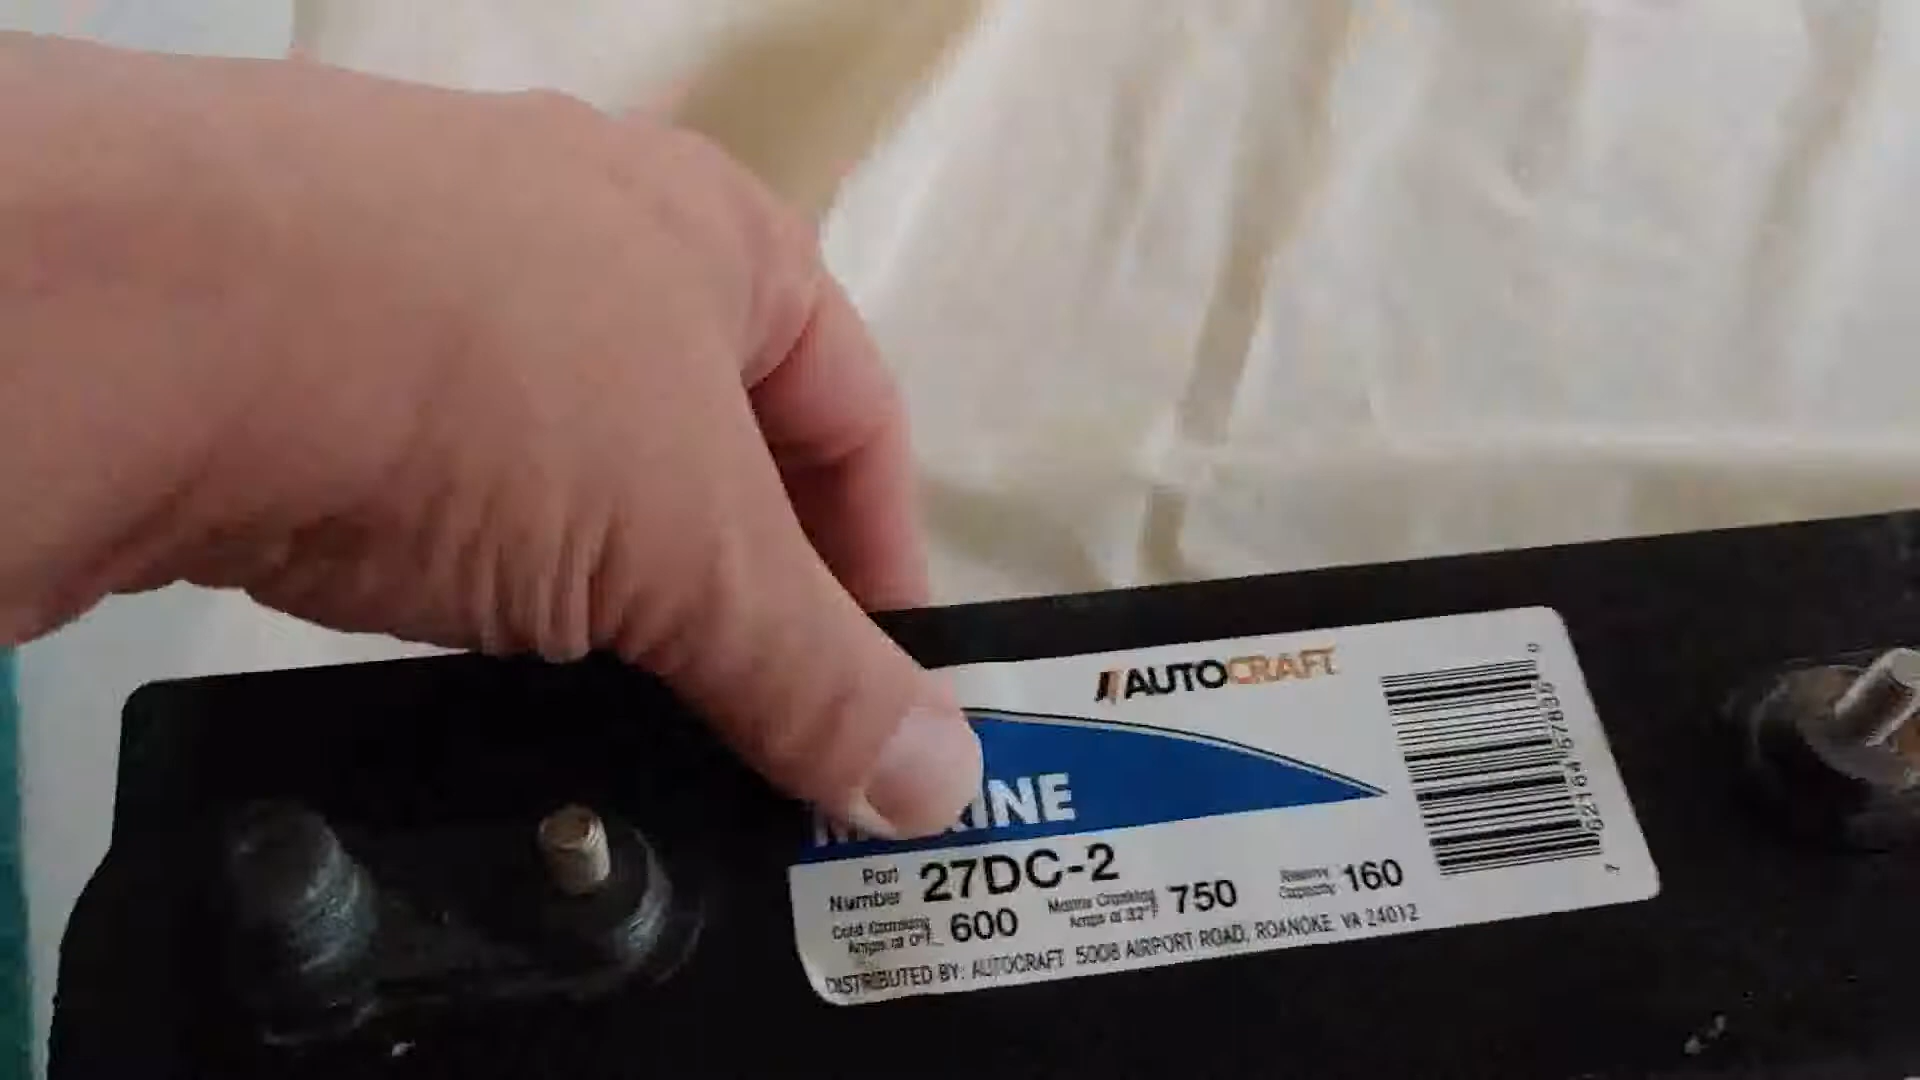 AUTOCRAFT
MARINE
Part Number 27DC-2
Cold Cranking Amps at 0°F 600 Marine Cranking Amps at 32°F 750 Reserve Capacity 160
DISTRIBUTED BY: AUTOCRAFT 5008 AIRPORT ROAD, ROANOKE, VA 24012